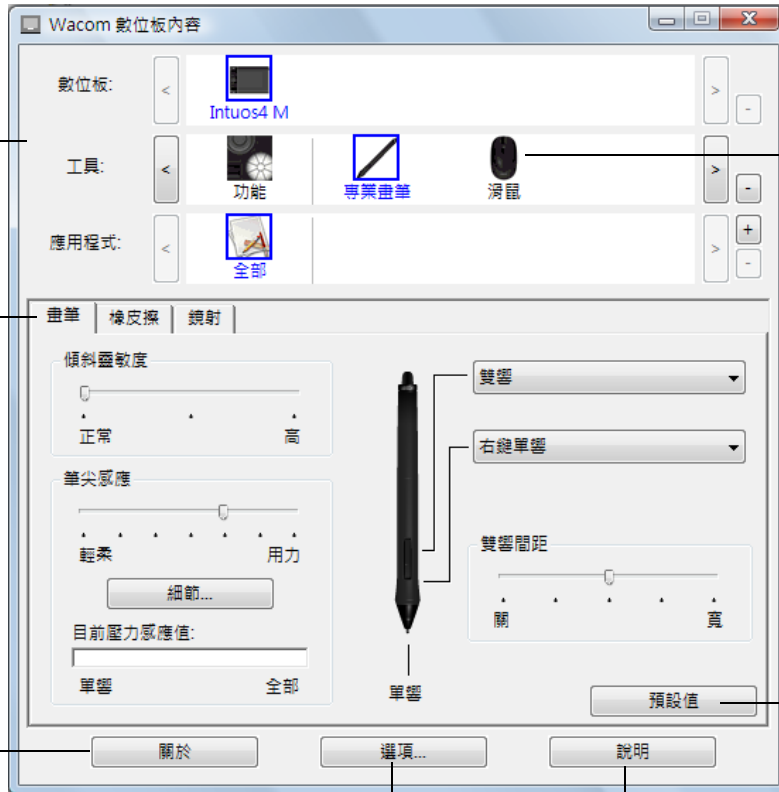 Wacom 數位板內容
數位板:
<
Intuos4 M
>
-
工具:
<
功能
專業畫筆
滑鼠
>
-
應用程式:
<
全部
>
+
-
畫筆 橡皮擦 鏡射
傾斜靈敏度
正常 高
雙響
右鍵單響
筆尖感應
輕柔 用力
細節...
目前壓力感應值:
單響 全部
單響
雙響間距
關 寬
預設值
關於 選項... 說明